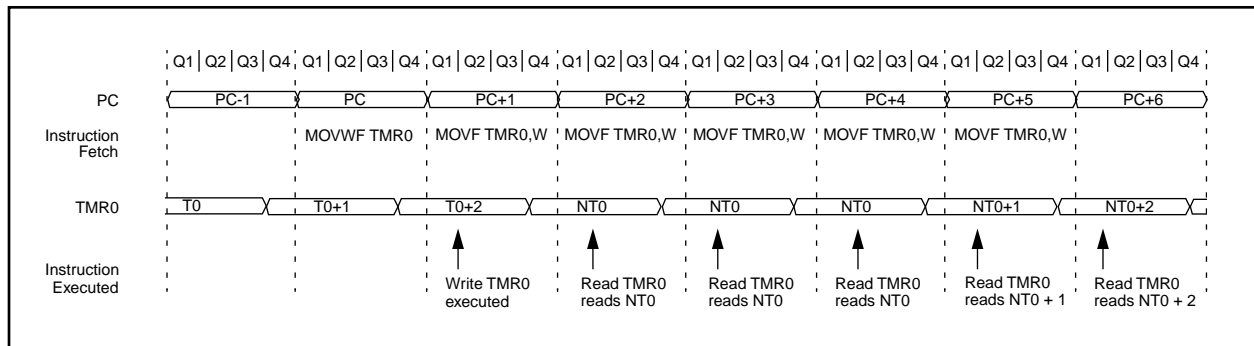 Q1 Q2 Q3 Q4 Q1 Q2 Q3 Q4 Q1 Q2 Q3 Q4 Q1 Q2 Q3 Q4 Q1 Q2 Q3 Q4 Q1 Q2 Q3 Q4 Q1 Q2 Q3 Q4 Q1 Q2 Q3 Q4
PC PC-1 PC PC+1 PC+2 PC+3 PC+4 PC+5 PC+6
Instruction
Fetch
MOVWF TMR0 MOVF TMR0,W MOVF TMR0,W MOVF TMR0,W MOVF TMR0,W MOVF TMR0,W
TMR0 T0 T0+1 T0+2 NT0 NT0 NT0 NT0+1 NT0+2
Instruction
Executed
Write TMR0
executed
Read TMR0
reads NT0
Read TMR0
reads NT0
Read TMR0
reads NT0
Read TMR0
reads NT0 + 1
Read TMR0
reads NT0 + 2